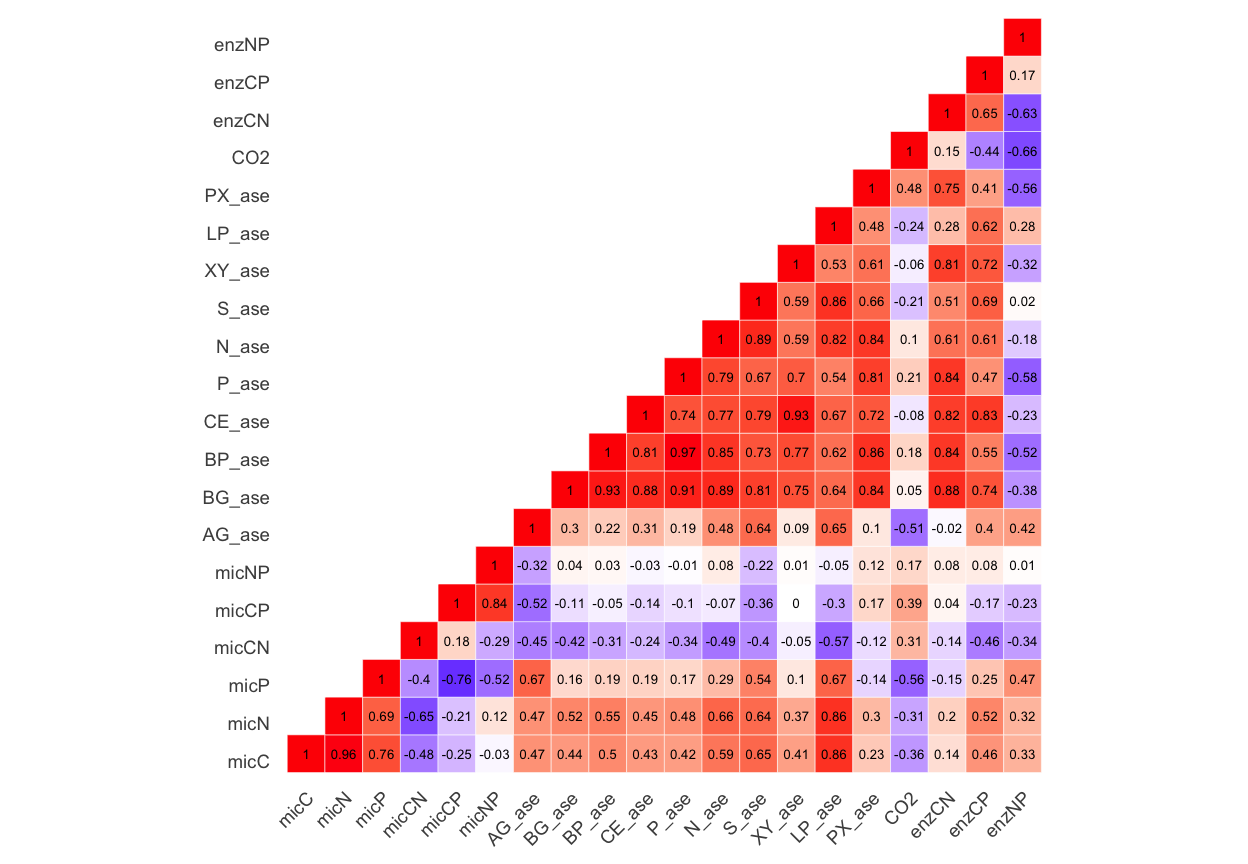 enzNP 1
enzCP 1 0.17
enzCN 1 0.65 -0.63
CO2 1 0.15 -0.44 -0.66
PX_ase 1 0.48 0.75 0.41 -0.56
LP_ase 1 0.48 -0.24 0.28 0.62 0.28
XY_ase 1 0.53 0.61 -0.06 0.81 0.72 -0.32
S_ase 1 0.59 0.86 0.66 -0.21 0.51 0.69 0.02
N_ase 1 0.89 0.59 0.82 0.84 0.1 0.61 0.61 -0.18
P_ase 1 0.79 0.67 0.7 0.54 0.81 0.21 0.84 0.47 -0.58
CE_ase 1 0.74 0.77 0.79 0.93 0.67 0.72 -0.08 0.82 0.83 -0.23
BP_ase 1 0.81 0.97 0.85 0.73 0.77 0.62 0.86 0.18 0.84 0.55 -0.52
BG_ase 1 0.93 0.88 0.91 0.89 0.81 0.75 0.64 0.84 0.05 0.88 0.74 -0.38
AG_ase 1 0.3 0.22 0.31 0.19 0.48 0.64 0.09 0.65 0.1 -0.51 -0.02 0.4 0.42
micNP 1 -0.32 0.04 0.03 -0.03 -0.01 0.08 -0.22 0.01 -0.05 0.12 0.17 0.08 0.08 0.01
micCP 1 0.84 -0.52 -0.11 -0.05 -0.14 -0.1 -0.07 -0.36 0 -0.3 0.17 0.39 0.04 -0.17 -0.23
micCN 1 0.18 -0.29 -0.45 -0.42 -0.31 -0.24 -0.34 -0.49 -0.4 -0.05 -0.57 -0.12 0.31 -0.14 -0.46 -0.34
micP 1 -0.4 -0.76 -0.52 0.67 0.16 0.19 0.19 0.17 0.29 0.54 0.1 0.67 -0.14 -0.56 -0.15 0.25 0.47
micN 1 0.69 -0.65 -0.21 0.12 0.47 0.52 0.55 0.45 0.48 0.66 0.64 0.37 0.86 0.3 -0.31 0.2 0.52 0.32
micC 1 0.96 0.76 -0.48 -0.25 -0.03 0.47 0.44 0.5 0.43 0.42 0.59 0.65 0.41 0.86 0.23 -0.36 0.14 0.46 0.33
micC micN micP micCN micCP micNP AG_ase BG_ase BP_ase CE_ase P_ase N_ase S_ase XY_ase LP_ase PX_ase CO2 enzCN enzCP enzNP